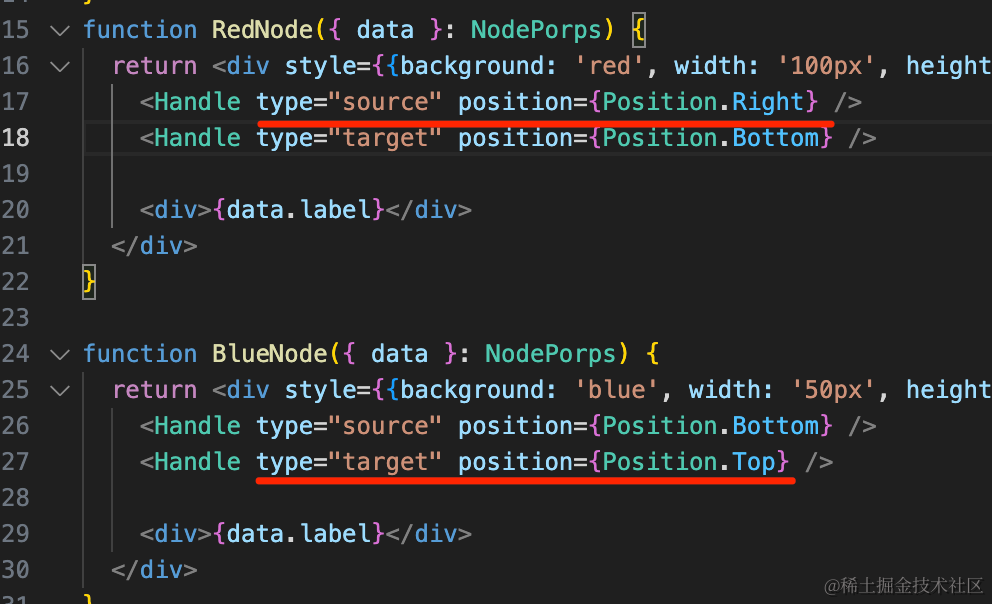 15 function RedNode({ data }: NodePorps) {
16 return <div style={{background: 'red', width: '100px', height
17 <Handle type="source" position={Position.Right} />
18 <Handle type="target" position={Position.Bottom} />
19
20 <div>{data.label}</div>
21 </div>
22 }
23
24 function BlueNode({ data }: NodePorps) {
25 return <div style={{background: 'blue', width: '50px', height
26 <Handle type="source" position={Position.Bottom} />
27 <Handle type="target" position={Position.Top} />
28
29 <div>{data.label}</div>
30 </div>
31 }
@稀土掘金技术社区